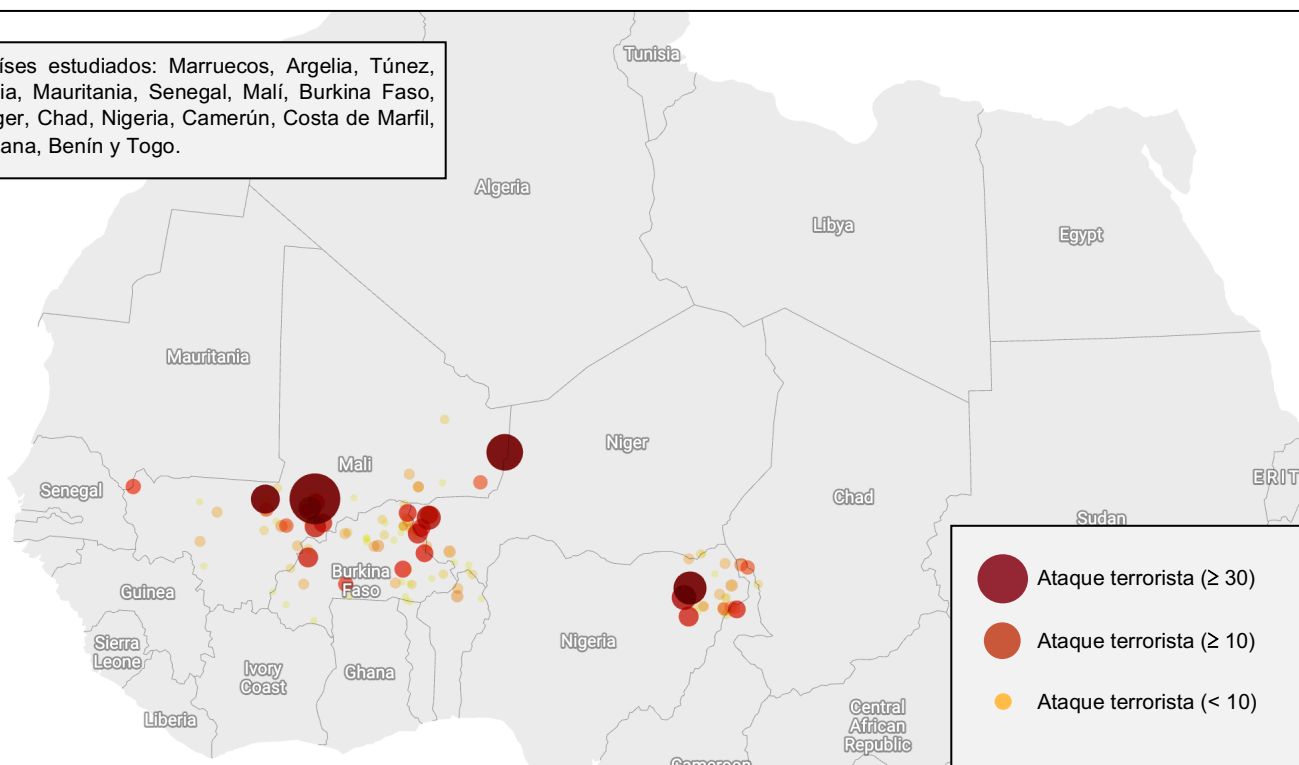 íses estudiados: Marruecos, Argelia, Túnez,
ia, Mauritania, Senegal, Malí, Burkina Faso,
ger, Chad, Nigeria, Camerún, Costa de Marfil,
ana, Benín y Togo.
Tunisia
Algeria
Libya
Egypt
Mauritania
Mali
Niger
Chad
Sudan
ERIT
Senegal
Burkina
Faso
Guinea
Sierra
Leone
Ivory
Coast
Ghana
Liberia
Nigeria
Central
African
Republic
Cameroon
Ataque terrorista (≥ 30)
Ataque terrorista (≥ 10)
Ataque terrorista (< 10)